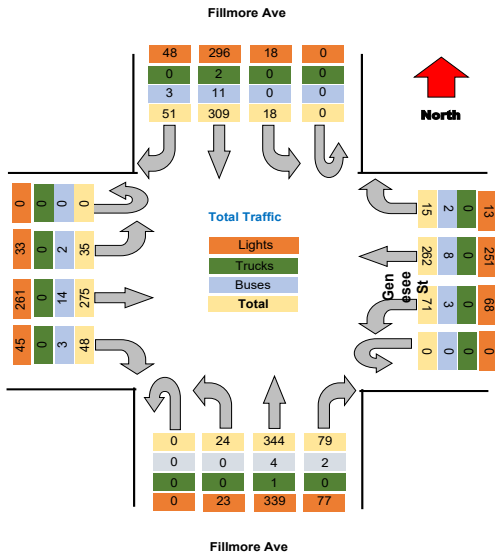 Fillmore Ave
48 296 18 0
0 2 0 0
3 11 0 0
51 309 18 0
North
0 0 0 0
33 0 2 35
261 0 14 275
45 0 3 48
Total Traffic
Lights
Trucks
Buses
Total
15 2 0 13
262 8 0 251
71 3 0 68
0 0 0 0
Gen
esee
St
0 24 344 79
0 0 4 2
0 0 1 0
0 23 339 77
Fillmore Ave